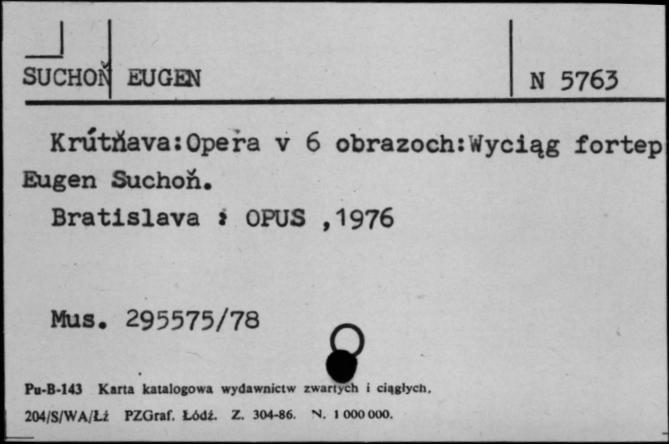 SUCHOŇ EUGEN N 5763
Krútňava:Opera v 6 obrazoch:Wyciąg fortep
Eugen Suchoň.
Bratislava : OPUS ,1976
Mus. 295575/78
Pu-B-143 Karta katalogowa wydawnictw zwartych i ciągłych.
204/S/WA/Łż PZGraf. Łódź. Z. 304-86. N. 1 000 000.